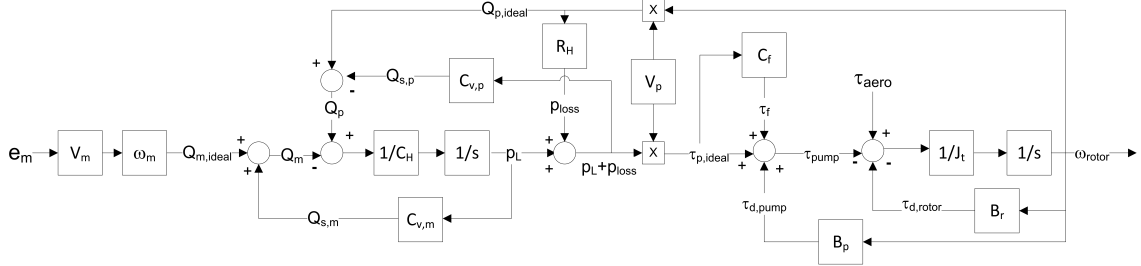 Qp,ideal
X
RH
Cf
Qs,p
Cv,p
Vp
τaero
+
-
Qp
ploss
τf
em
Vm
ωm
Qm,ideal
+
+
Qm
+
-
1/CH
1/s
pL
+
+
pL+ploss
X
τp,ideal
+
+
+
τpump
+
-
-
1/Jt
1/s
ωrotor
Qs,m
Cv,m
τd,pump
τd,rotor
Br
Bp